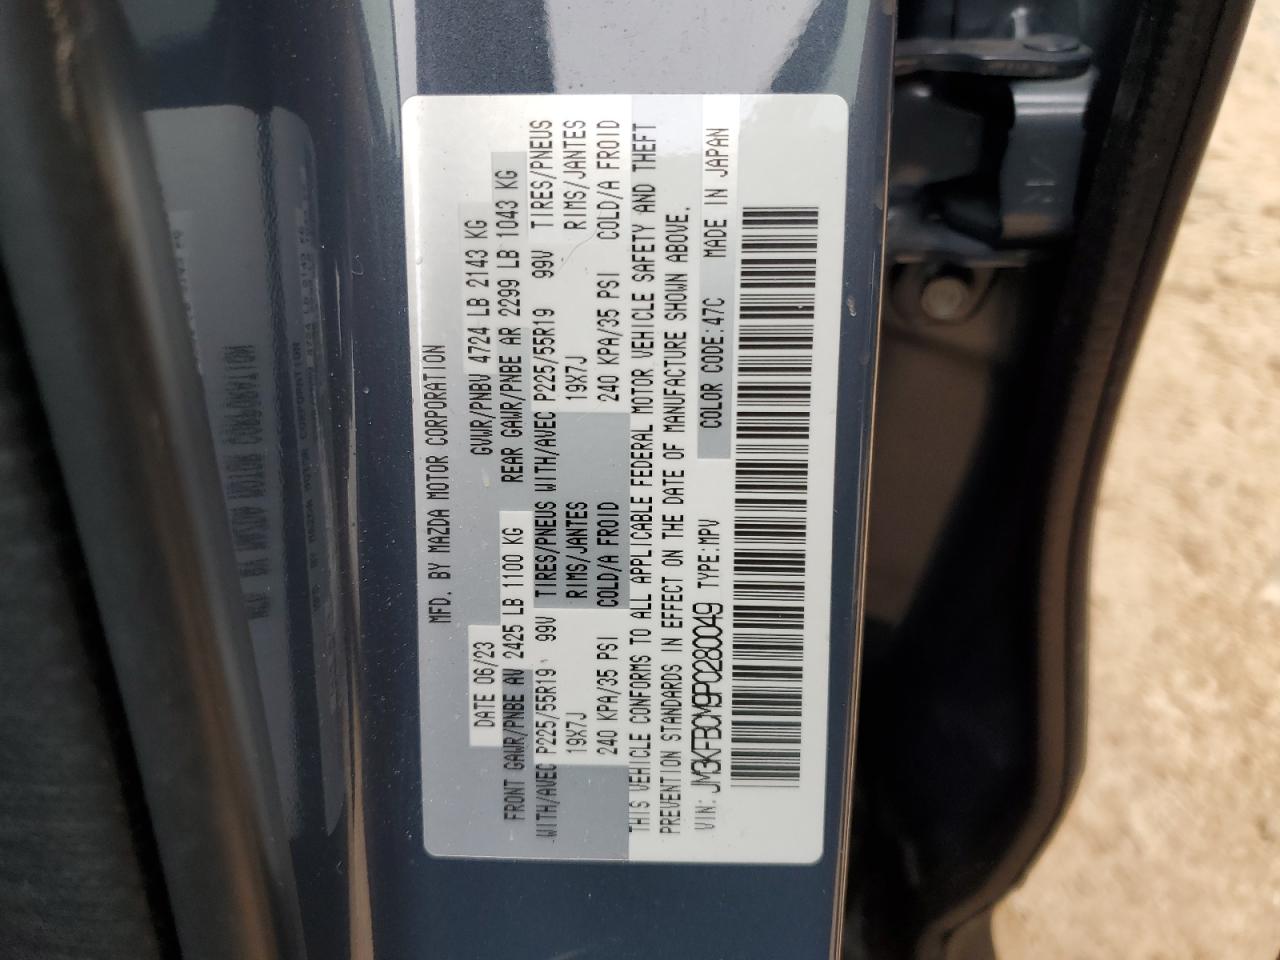 MFD. BY MAZDA MOTOR CORPORATION
DATE 06/23 GVWR/PNBV 4724 LB 2143 KG
FRONT GAWR/PNBE AV 2425 LB 1100 KG REAR GAWR/PNBE AR 2299 LB 1043 KG
WITH/AVEC P225/55R19 99V TIRES/PNEUS WITH/AVEC P225/55R19 99V TIRES/PNEUS
19X7J RIMS/JANTES 19X7J RIMS/JANTES
240 KPA/35 PSI COLD/A FROID 240 KPA/35 PSI COLD/A FROID
THIS VEHICLE CONFORMS TO ALL APPLICABLE FEDERAL MOTOR VEHICLE SAFETY AND THEFT
PREVENTION STANDARDS IN EFFECT ON THE DATE OF MANUFACTURE SHOWN ABOVE.
VIN: JM3KFBCM9P0280049 TYPE:MPV COLOR CODE 47C MADE IN JAPAN